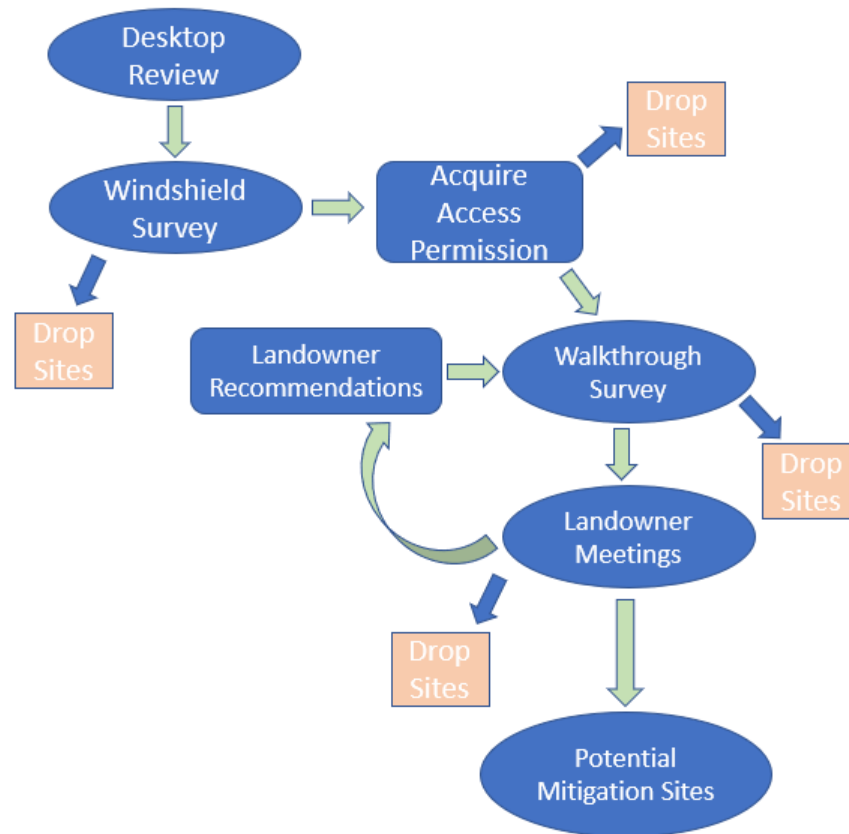 Desktop
Review
Drop
Sites
Windshield
Survey
Acquire
Access
Permission
Drop
Sites
Landowner
Recommendations
Walkthrough
Survey
Drop
Sites
Landowner
Meetings
Drop
Sites
Potential
Mitigation Sites